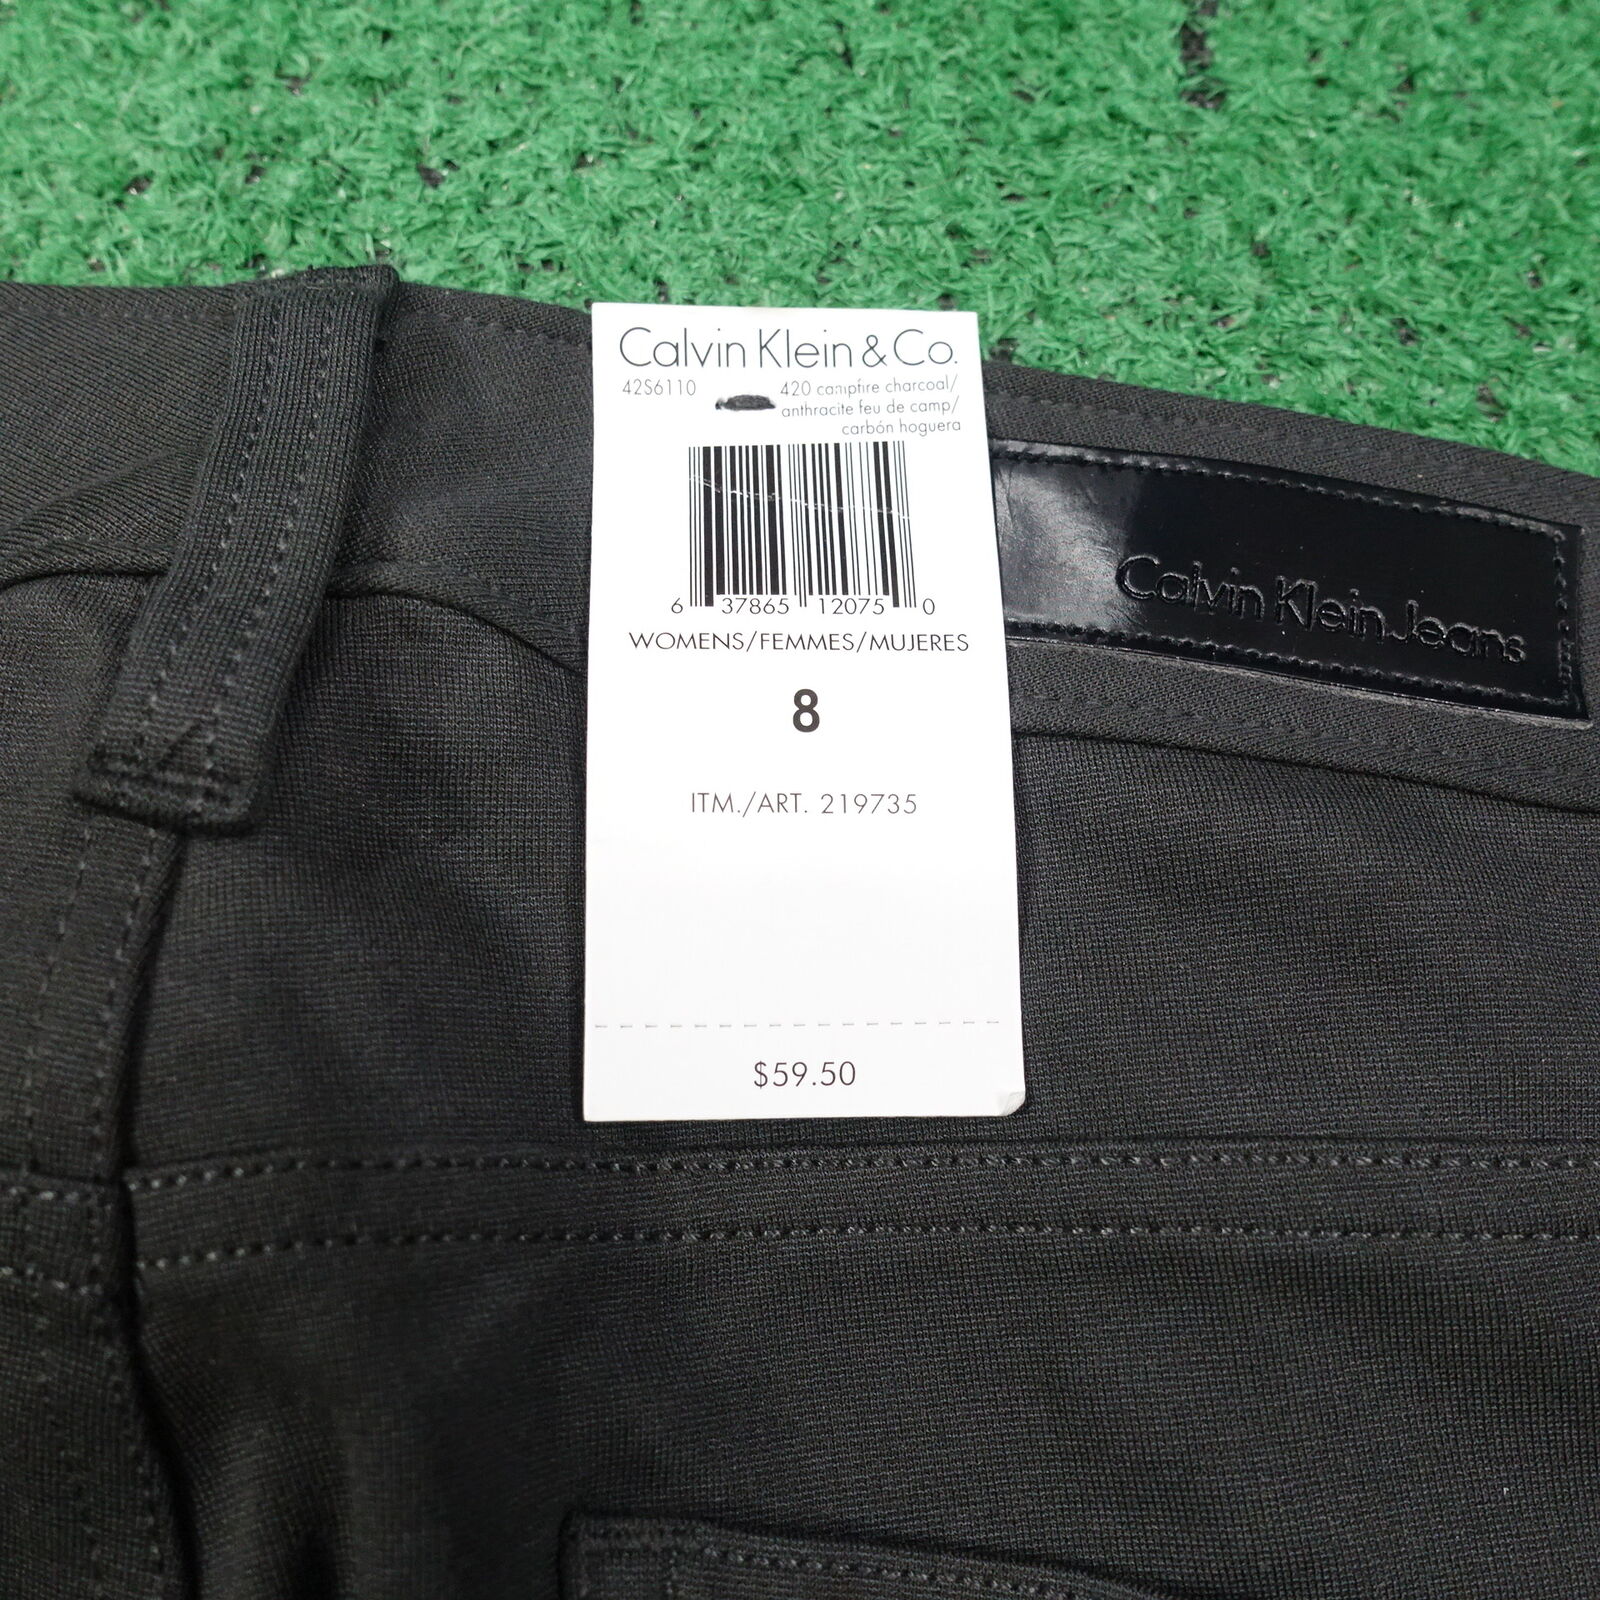 Calvin Klein & Co.
42S6110
420 campfire charcoal/
anthracite feu de camp/
carbón hoguera
6 37865 12075 0
WOMENS/FEMMES/MUJERES
8
ITM./ART. 219735
$59.50
Calvin Klein Jeans